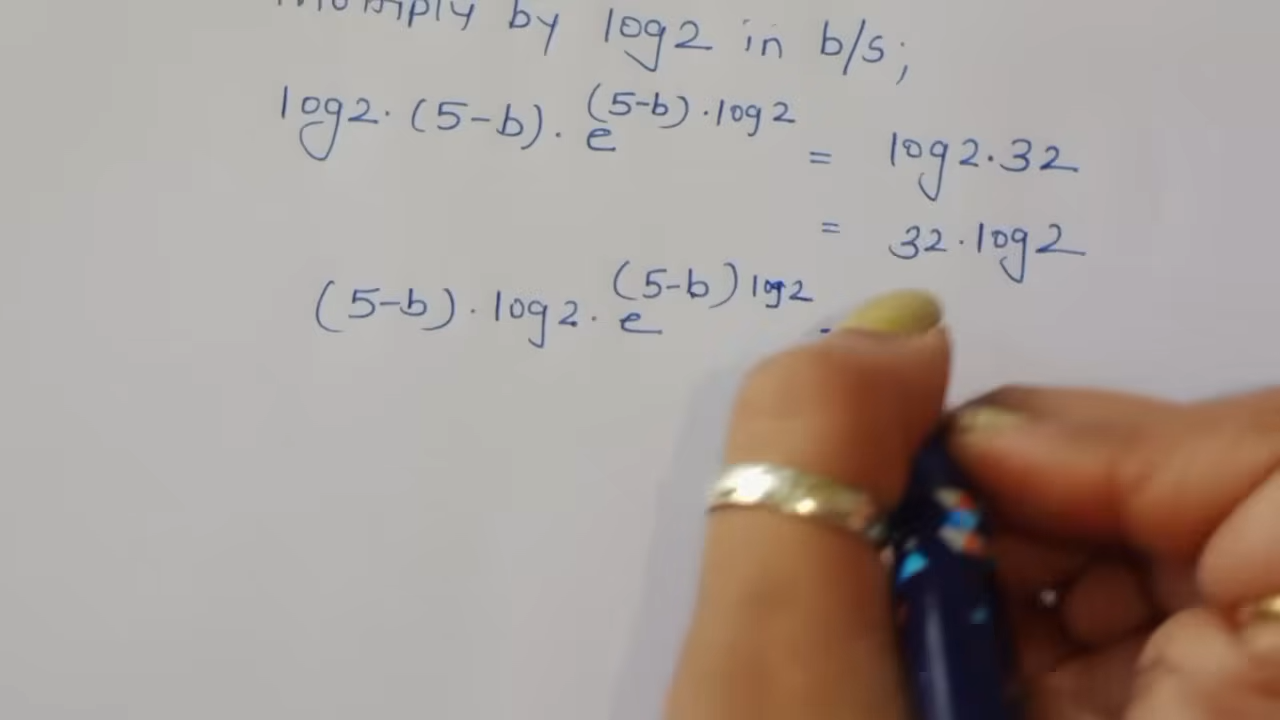 by log2 in b/s;
log2.(5-b).e^(5-b).log2 = log2.32
= 32.log2
(5-b).log2.e^(5-b)log2